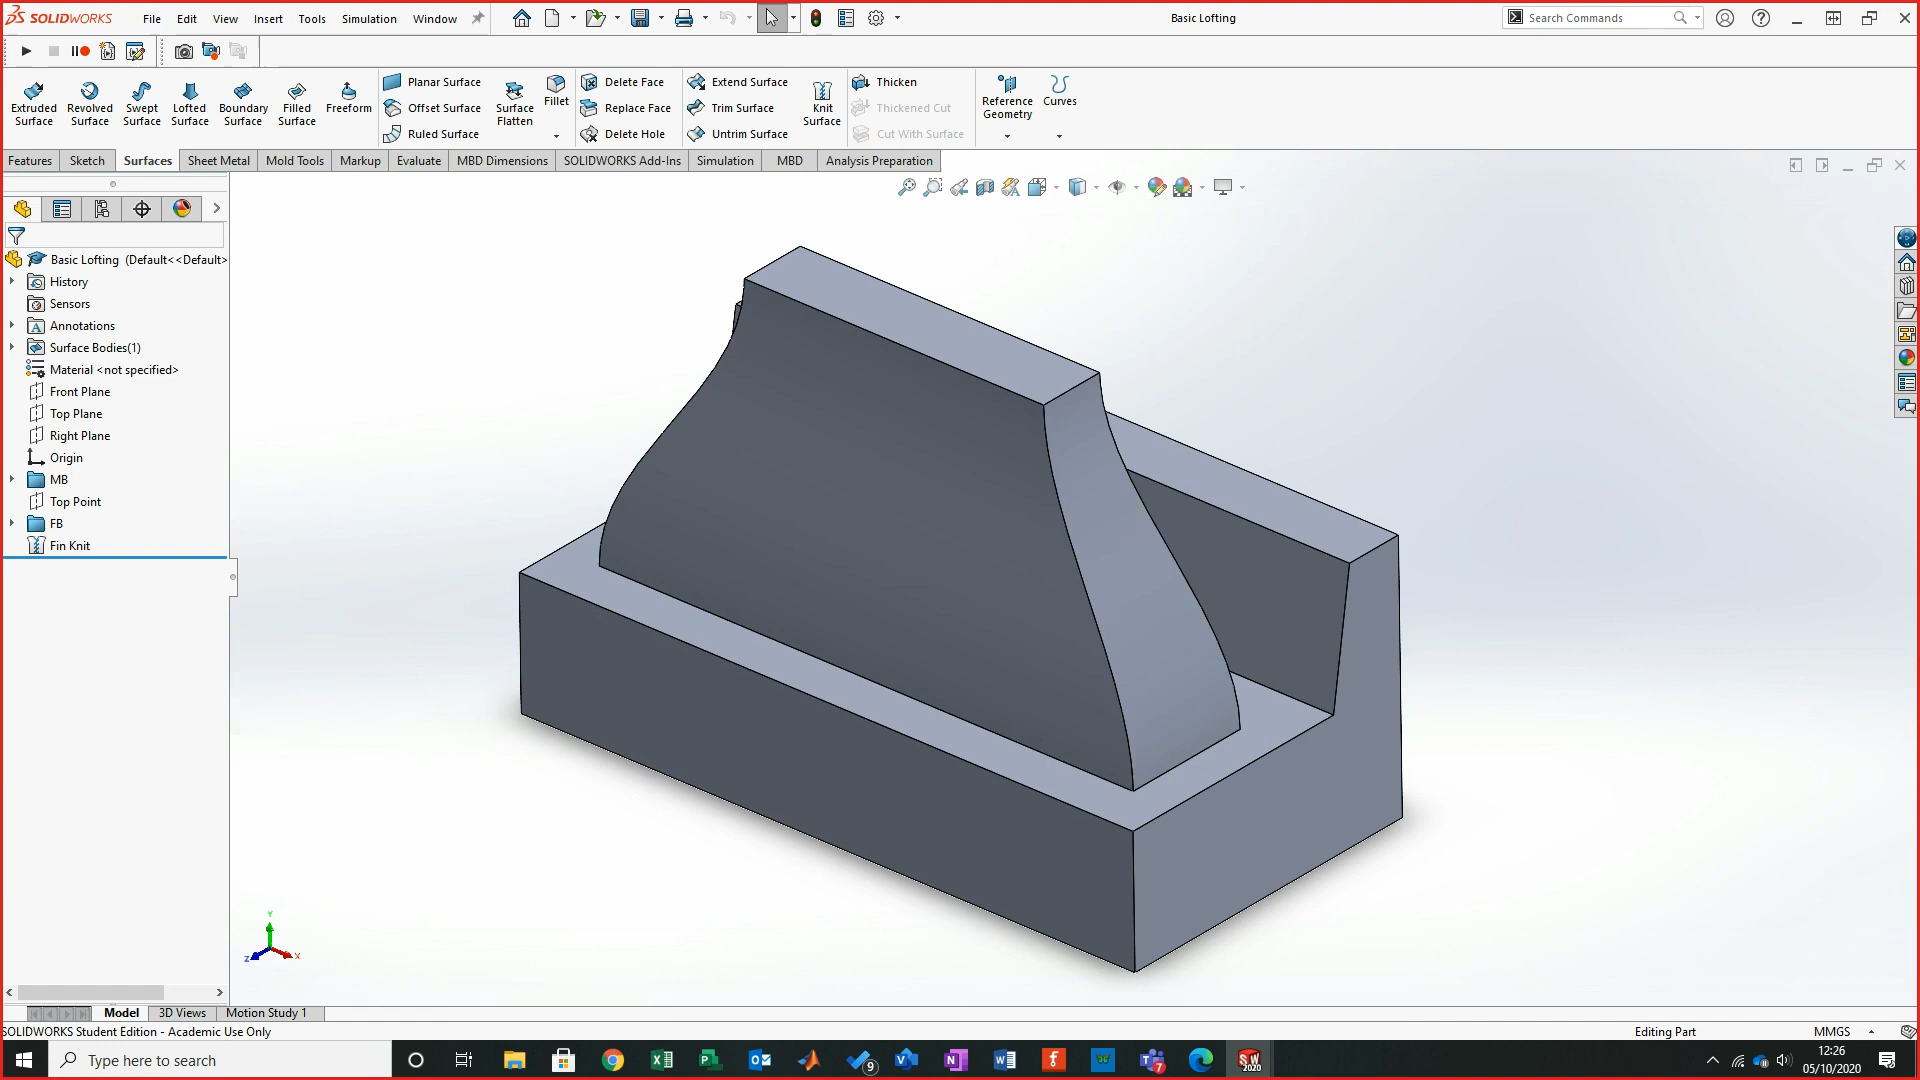 SOLIDWORKS File Edit View Insert Tools Simulation Window Basic Lofting Search Commands
Extruded Surface Revolved Surface Swept Surface Lofted Surface Boundary Surface Filled Surface Freeform
Planar Surface
Offset Surface
Ruled Surface
Surface Flatten
Fillet
Delete Face
Replace Face
Delete Hole
Extend Surface
Trim Surface
Untrim Surface
Knit Surface
Thicken
Thickened Cut
Cut With Surface
Reference Geometry
Curves
Features Sketch Surfaces Sheet Metal Mold Tools Markup Evaluate MBD Dimensions SOLIDWORKS Add-Ins Simulation MBD Analysis Preparation
Basic Lofting (Default<<Default>
History
Sensors
A Annotations
Surface Bodies(1)
Material <not specified>
Front Plane
Top Plane
Right Plane
Origin
MB
Top Point
FB
Fin Knit
Y
Z X
Model 3D Views Motion Study 1
SOLIDWORKS Student Edition - Academic Use Only Editing Part MMGS
Type here to search 9 7 SW 2020 12:26
05/10/2020